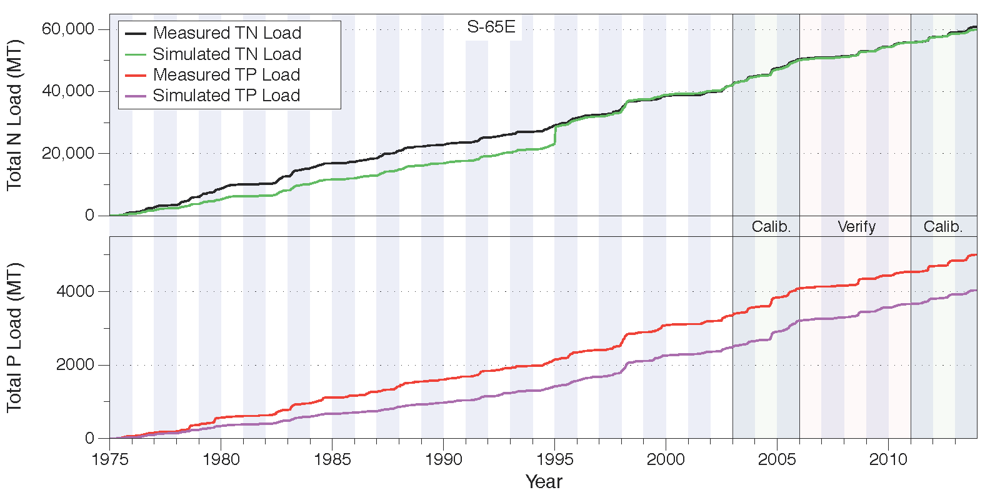 S-65E
Measured TN Load
Simulated TN Load
Measured TP Load
Simulated TP Load
Total N Load (MT)
60,000
40,000
20,000
0
Calib.
Verify
Calib.
Total P Load (MT)
4000
2000
0
1975
1980
1985
1990
1995
2000
2005
2010
Year